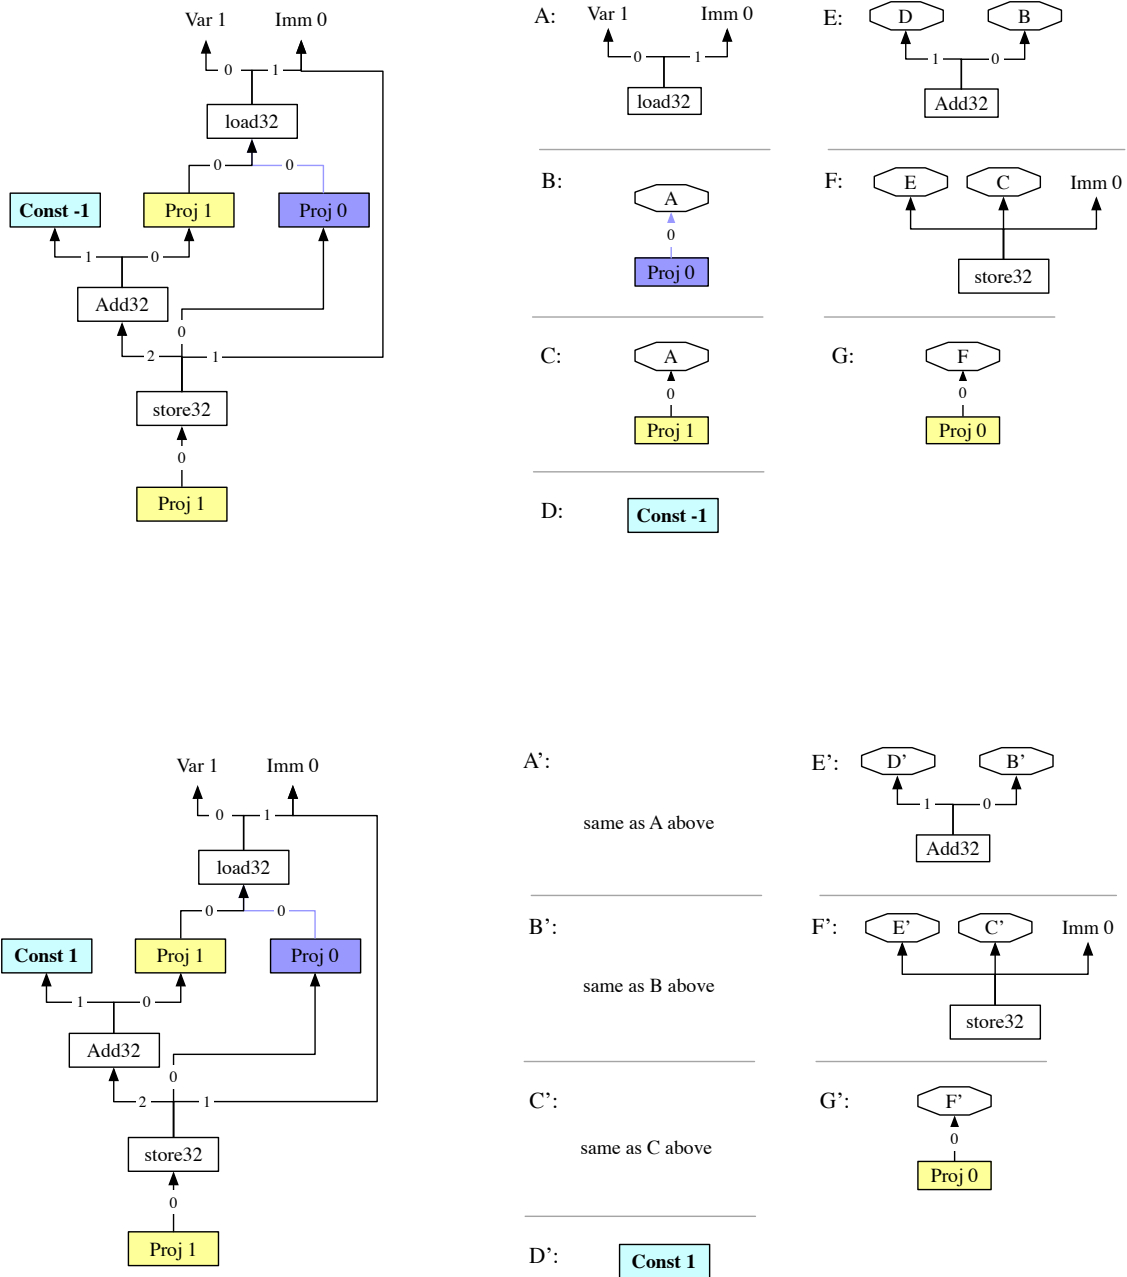 Var 1 Imm 0
0 1
load32
0 0
Const -1 Proj 1 Proj 0
1 0
Add32
0
2 1
store32
0
Proj 1
A: Var 1 Imm 0
0 1
load32
B: A
0
Proj 0
C: A
0
Proj 1
D: Const -1
E: D B
1 0
Add32
F: E C Imm 0
store32
G: F
0
Proj 0
Var 1 Imm 0
0 1
load32
0 0
Const 1 Proj 1 Proj 0
1 0
Add32
0
2 1
store32
0
Proj 1
A’:
same as A above
B’:
same as B above
C’:
same as C above
D’: Const 1
E’: D’ B’
1 0
Add32
F’: E’ C’ Imm 0
store32
G’: F’
0
Proj 0